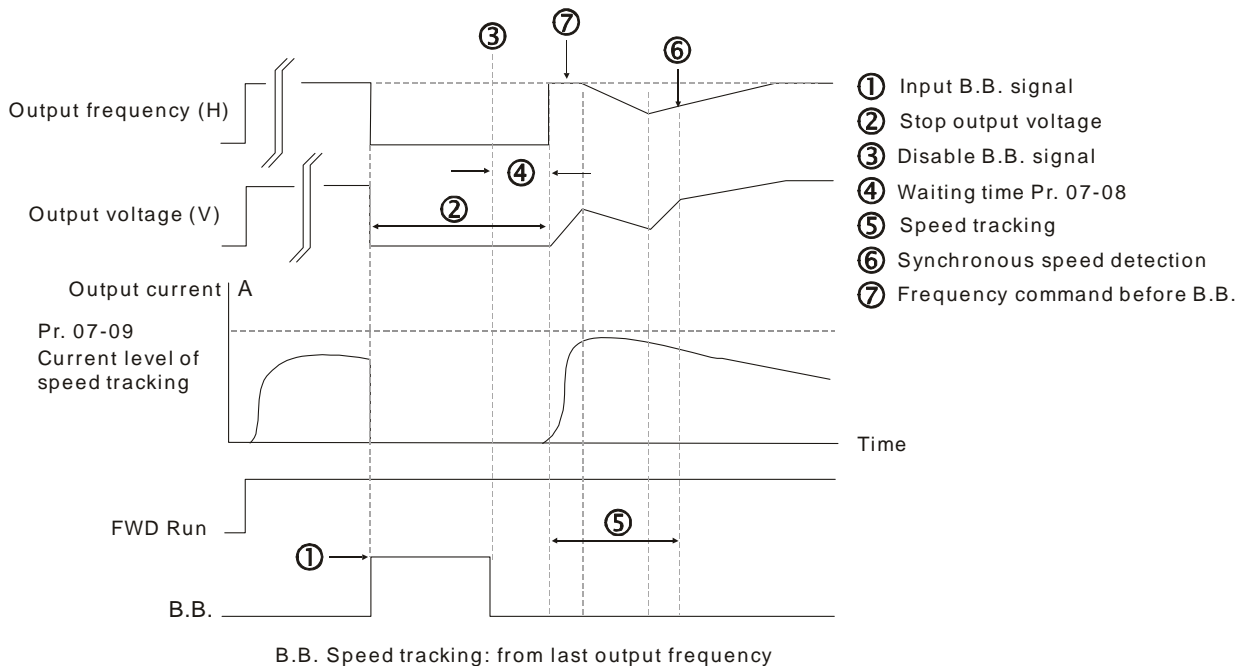 ⑦
③
⑥
Output frequency (H)
④
Output voltage (V)
②
① Input B.B. signal
② Stop output voltage
③ Disable B.B. signal
④ Waiting time Pr. 07-08
⑤ Speed tracking
⑥ Synchronous speed detection
⑦ Frequency command before B.B.
Output current A
Pr. 07-09
Current level of
speed tracking
Time
FWD Run
⑤
①
B.B.
B.B. Speed tracking: from last output frequency